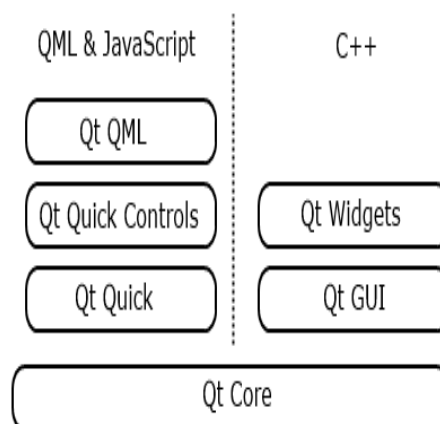 QML & JavaScript
C++
Qt QML
Qt Quick Controls
Qt Widgets
Qt Quick
Qt GUI
Qt Core